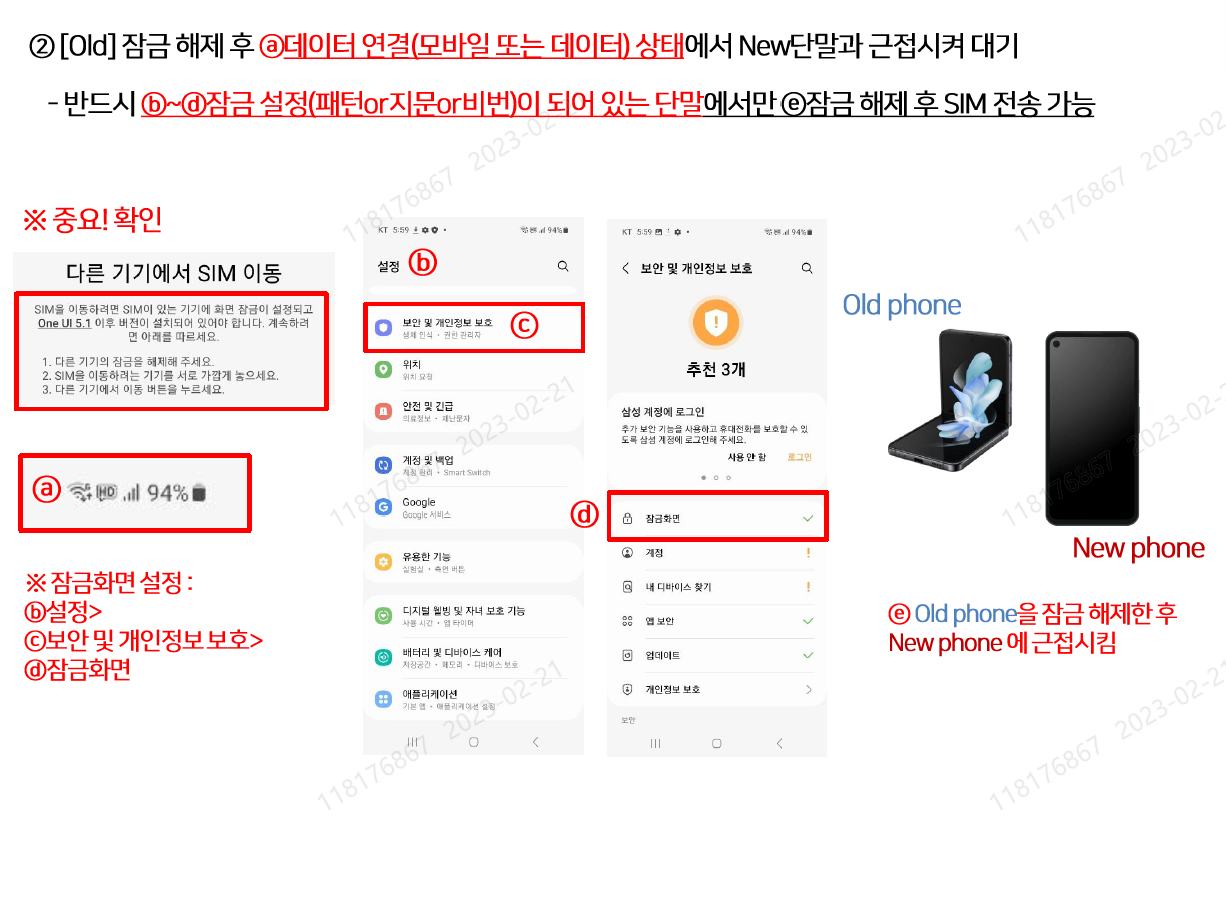 ② [Old] 잠금 해제 후 ⓐ데이터 연결(모바일 또는 데이터) 상태에서 New단말과 근접시켜 대기
- 반드시 ⓑ~ⓓ잠금 설정(패턴or지문or비번)이 되어 있는 단말에서만 ⓔ잠금 해제 후 SIM 전송 가능
※ 중요! 확인
다른 기기에서 SIM 이동
SIM을 이동하려면 SIM이 있는 기기에 화면 잠금이 설정되고
One UI 5.1 이후 버전이 설치되어 있어야 합니다. 계속하려
면 아래를 따르세요.
1. 다른 기기의 잠금을 해제해 주세요.
2. SIM을 이동하려는 기기를 서로 가깝게 놓으세요.
3. 다른 기기에서 이동 버튼을 누르세요.
ⓐ HD 94%
※ 잠금화면 설정 :
ⓑ설정>
ⓒ보안 및 개인정보 보호>
ⓓ잠금화면
KT 5:59 94%
설정 ⓑ
보안 및 개인정보 보호 ⓒ
생체 인식 • 권한 관리자
위치
위치 요청
안전 및 긴급
의료정보 • 재난문자
계정 및 백업
계정 관리 • Smart Switch
Google
Google 서비스
유용한 기능
실험실 • 측면 버튼
디지털 웰빙 및 자녀 보호 기능
사용 시간 • 앱 타이머
배터리 및 디바이스 케어
저장공간 • 메모리 • 디바이스 보호
애플리케이션
기본 앱 • 애플리케이션 설정
KT 5:59 94%
보안 및 개인정보 보호
추천 3개
삼성 계정에 로그인
추가 보안 기능을 사용하고 휴대전화를 보호할 수 있
도록 삼성 계정에 로그인해 주세요.
사용 안 함 로그인
ⓓ 잠금화면
계정
내 디바이스 찾기
앱 보안
업데이트
개인정보 보호
보안
Old phone
New phone
ⓔ Old phone을 잠금 해제한 후
New phone 에 근접시킴
118176867 2023-02-21
118176867 2023-02-21
118176867 2023-02-21
118176867 2023-02-21
118176867 2023-02-21
118176867 2023-02-21